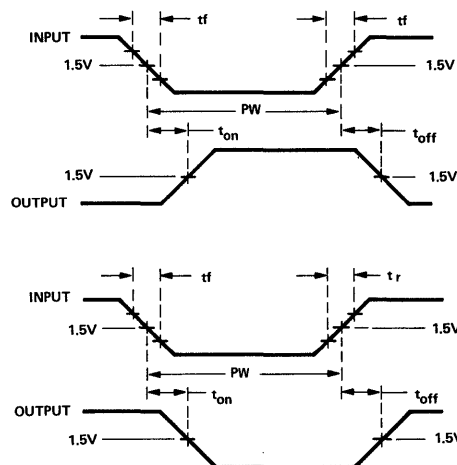 tf tf
INPUT
1.5V 1.5V
PW
ton toff
1.5V 1.5V
OUTPUT
tf tr
INPUT
1.5V 1.5V
PW
ton toff
OUTPUT
1.5V 1.5V